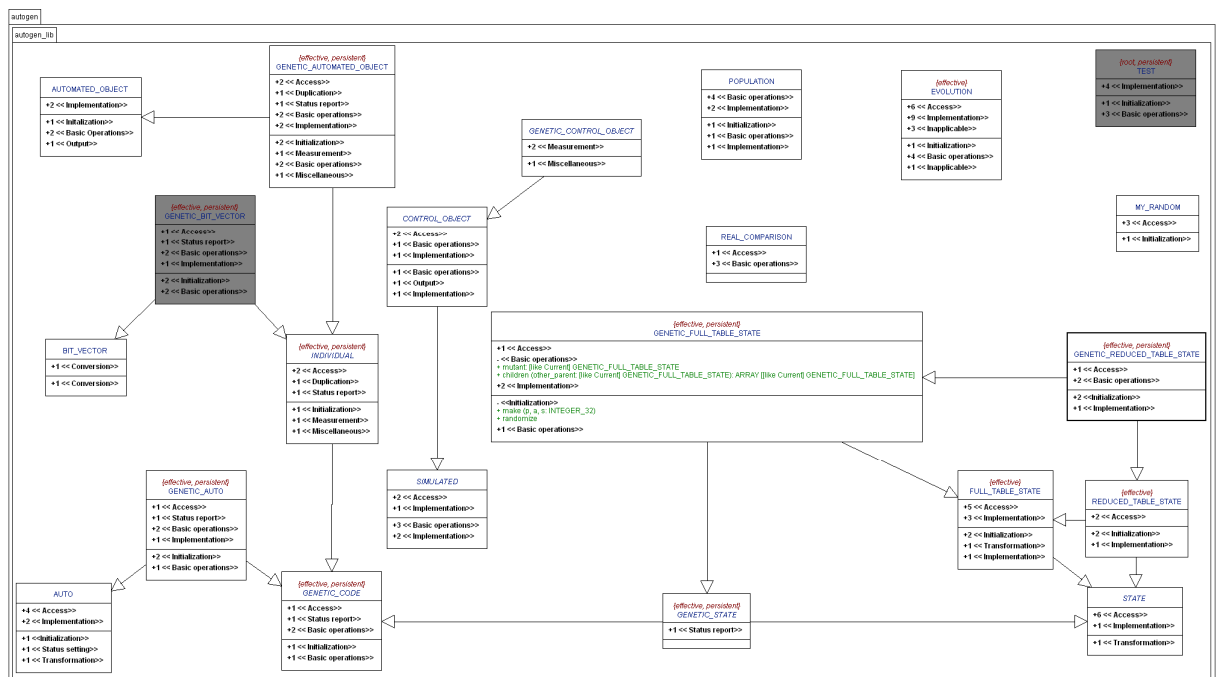 autogen
autogen_lib
AUTOMATED_OBJECT
+2 << Implementation>>
+1 << Initalization>>
+2 << Basic Operations>>
+1 << Output>>
{effective, persistent}
GENETIC_AUTOMATED_OBJECT
+2 << Access>>
+1 << Duplication>>
+1 << Status report>>
+2 << Basic operations>>
+2 << Implementation>>
+2 << Initialization>>
+1 << Measurement>>
+2 << Basic operations>>
+1 << Miscellaneous>>
GENETIC_CONTROL_OBJECT
+2 << Measurement>>
+1 << Miscellaneous>>
POPULATION
+4 << Basic operations>>
+2 << Implementation>>
+1 << Initialization>>
+1 << Basic operations>>
+1 << Implementation>>
{effective}
EVOLUTION
+6 << Access>>
+9 << Implementation>>
+3 << Inapplicable>>
+1 << Initialization>>
+4 << Basic operations>>
+1 << Inapplicable>>
{root, persistent}
TEST
+4 << Implementation>>
+1 << Initialization>>
+3 << Basic operations>>
{effective, persistent}
GENETIC_BIT_VECTOR
+1 << Access>>
+1 << Status report>>
+2 << Basic operations>>
+1 << Implementation>>
+2 << Initialization>>
+2 << Basic operations>>
CONTROL_OBJECT
+2 << Access>>
+1 << Basic operations>>
+1 << Implementation>>
+1 << Basic operations>>
+1 << Output>>
+1 << Implementation>>
REAL_COMPARISON
+1 << Access>>
+3 << Basic operations>>
MY_RANDOM
+3 << Access>>
+1 << Initialization>>
BIT_VECTOR
+1 << Conversion>>
+1 << Conversion>>
{effective, persistent}
INDIVIDUAL
+2 << Access>>
+1 << Duplication>>
+1 << Status report>>
+1 << Initialization>>
+1 << Measurement>>
+1 << Miscellaneous>>
{effective, persistent}
GENETIC_FULL_TABLE_STATE
+1 << Access>>
- << Basic operations>>
+ mutant: [like Current] GENETIC_FULL_TABLE_STATE
+ children (other_parent: [like Current] GENETIC_FULL_TABLE_STATE): ARRAY [[like Current] GENETIC_FULL_TABLE_STATE]
+2 << Implementation>>
- <<Initialization>>
+ make (p, a, s: INTEGER_32)
+ randomize
+1 << Basic operations>>
{effective, persistent}
GENETIC_REDUCED_TABLE_STATE
+1 << Access>>
+2 << Basic operations>>
+2 <<Initialization>>
+1 << Implementation>>
{effective, persistent}
GENETIC_AUTO
+1 << Access>>
+1 << Status report>>
+2 << Basic operations>>
+1 << Implementation>>
+2 << Initialization>>
+1 << Basic operations>>
SIMULATED
+2 << Access>>
+1 << Implementation>>
+3 << Basic operations>>
+2 << Implementation>>
{effective}
FULL_TABLE_STATE
+5 << Access>>
+3 << Implementation>>
+2 << Initialization>>
+1 << Transformation>>
+1 << Implementation>>
{effective}
REDUCED_TABLE_STATE
+2 << Access>>
+2 << Initialization>>
+1 << Implementation>>
AUTO
+4 << Access>>
+2 << Implementation>>
+1 <<Initialization>>
+1 << Status setting>>
+1 << Transformation>>
{effective, persistent}
GENETIC_CODE
+1 << Access>>
+1 << Status report>>
+2 << Basic operations>>
+1 << Initialization>>
+1 << Basic operations>>
{effective, persistent}
GENETIC_STATE
+1 << Status report>>
STATE
+6 << Access>>
+1 << Implementation>>
+1 << Transformation>>